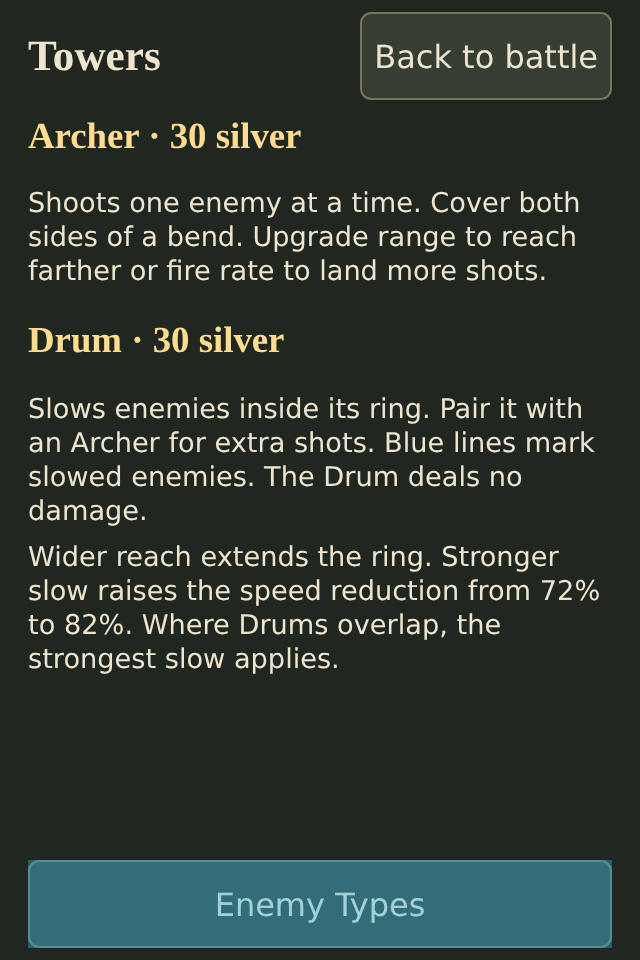 Towers
Back to battle
Archer · 30 silver
Shoots one enemy at a time. Cover both
sides of a bend. Upgrade range to reach
farther or fire rate to land more shots.
Drum · 30 silver
Slows enemies inside its ring. Pair it with
an Archer for extra shots. Blue lines mark
slowed enemies. The Drum deals no
damage.
Wider reach extends the ring. Stronger
slow raises the speed reduction from 72%
to 82%. Where Drums overlap, the
strongest slow applies.
Enemy Types